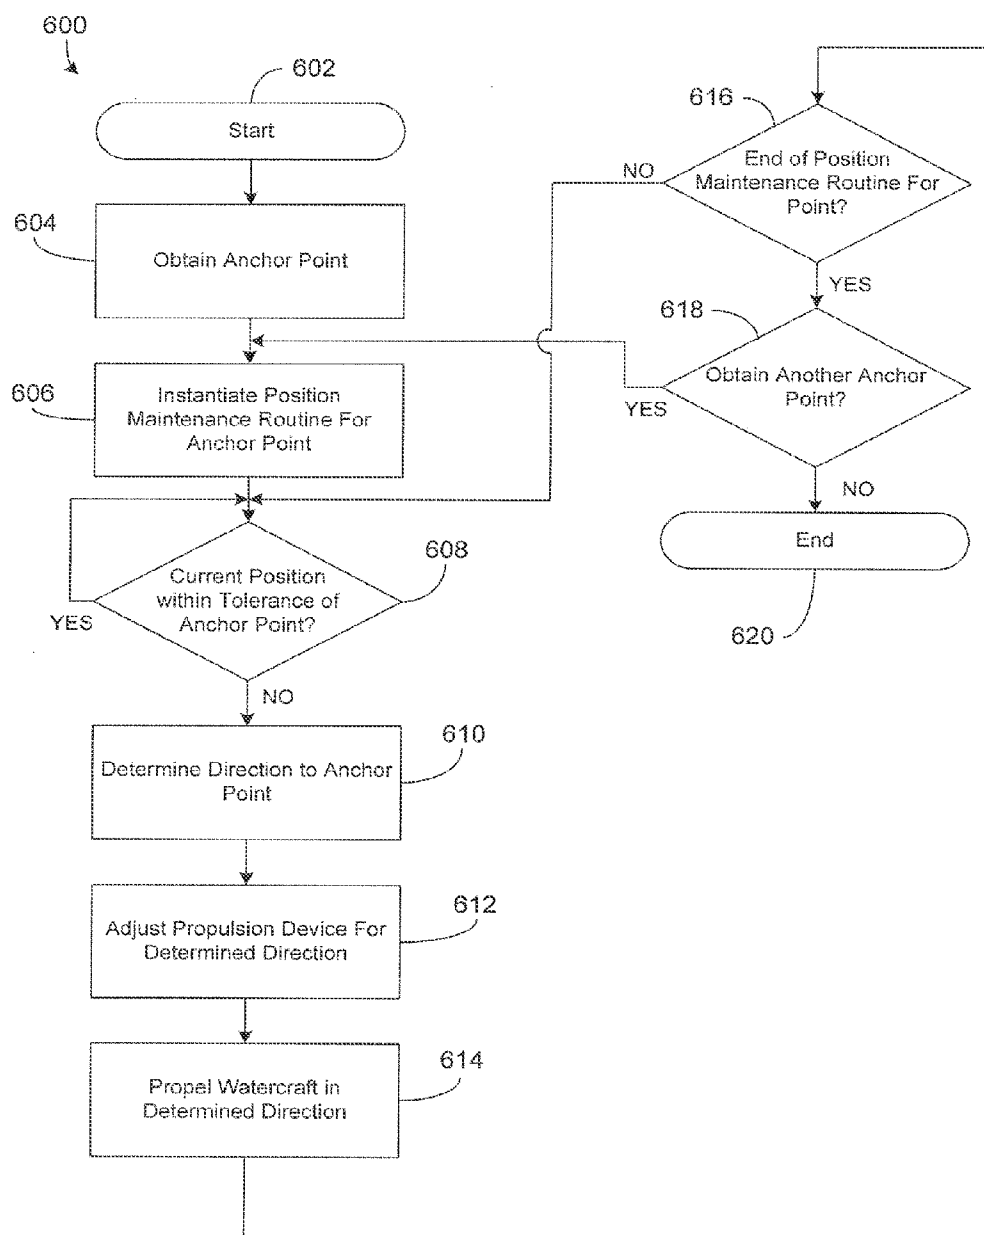 600
602
Start
604
Obtain Anchor Point
606
Instantiate Position
Maintenance Routine For
Anchor Point
608
Current Position
within Tolerance of
Anchor Point?
YES
NO
610
Determine Direction to Anchor
Point
612
Adjust Propulsion Device For
Determined Direction
614
Propel Watercraft in
Determined Direction
616
End of Position
Maintenance Routine For
Point?
NO
YES
618
Obtain Another Anchor
Point?
YES
NO
End
620